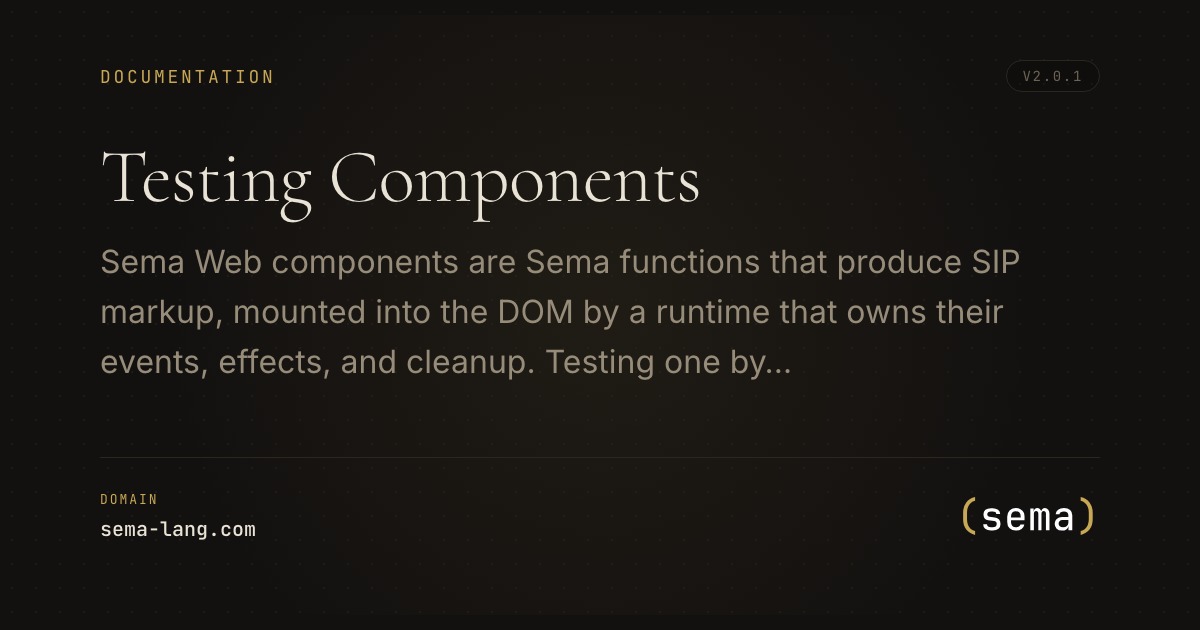 DOCUMENTATION
V2.0.1
Testing Components
Sema Web components are Sema functions that produce SIP
markup, mounted into the DOM by a runtime that owns their
events, effects, and cleanup. Testing one by...
DOMAIN
sema-lang.com
(sema)